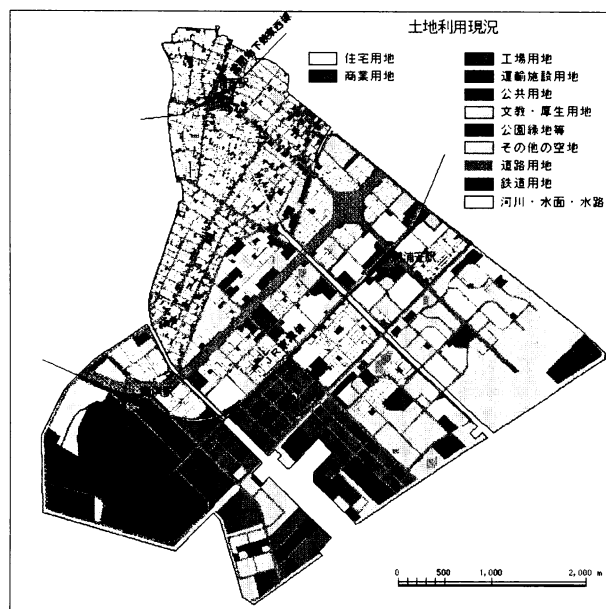 土地利用現況
住宅用地
商業用地
工場用地
運輸施設用地
公共用地
文教・厚生用地
公園緑地等
その他の空地
道路用地
鉄道用地
河川・水面・水路
0 500 1,000 2,000 m